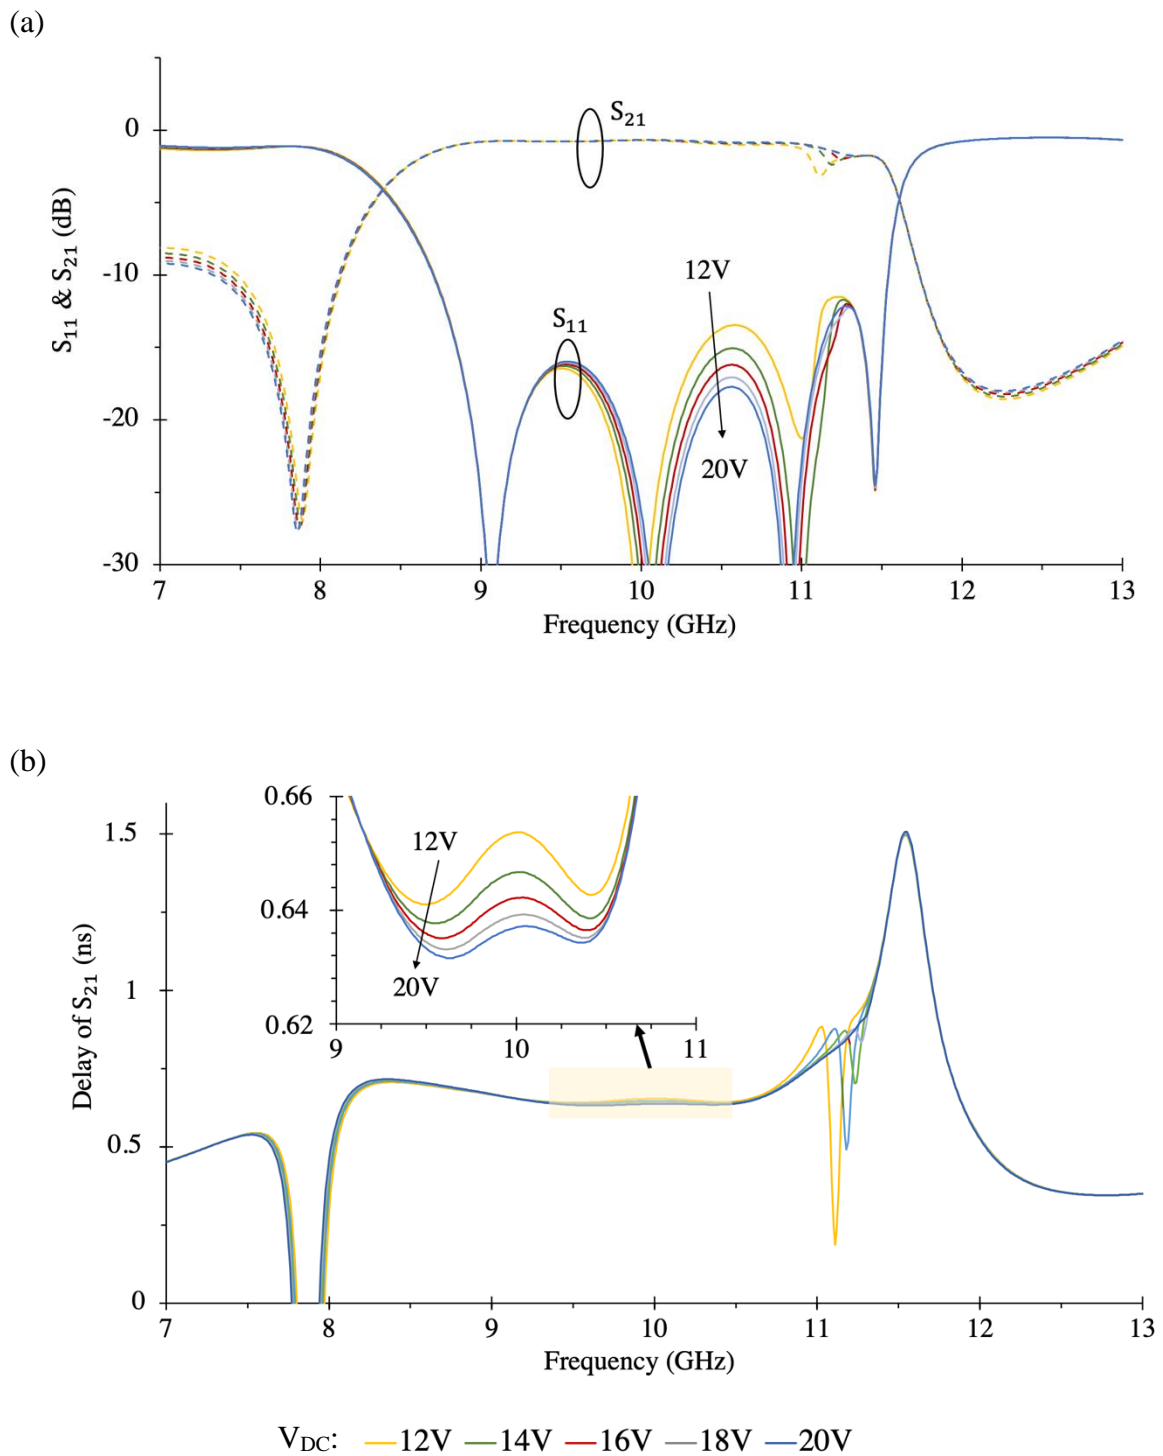 (a)
S₂₁
0
-10
12V
S₁₁
-20
20V
-30
7 8 9 10 11 12 13
Frequency (GHz)
S₁₁ & S₂₁ (dB)
(b)
0.66
1.5
12V
0.64
20V
1
0.62
9 10 11
0.5
0
7 8 9 10 11 12 13
Frequency (GHz)
Delay of S₂₁ (ns)
V_DC: 12V 14V 16V 18V 20V